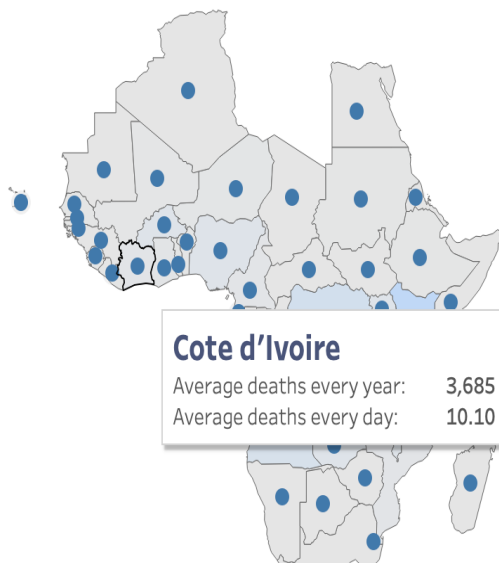 Cote d’Ivoire
Average deaths every year: 3,685
Average deaths every day: 10.10